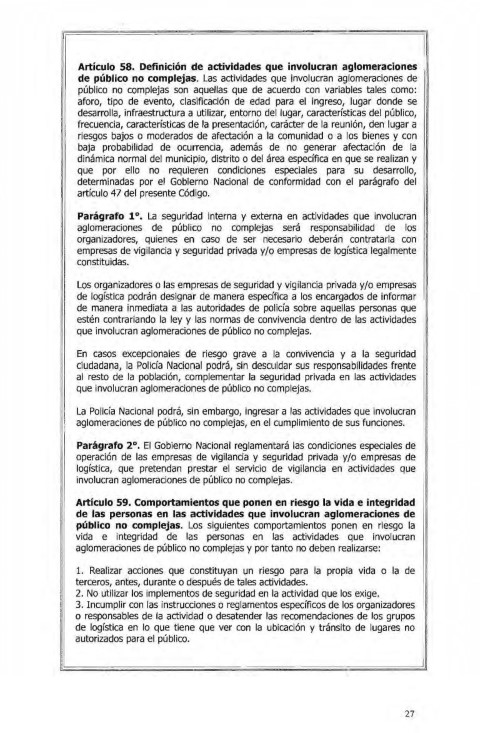 Artículo 58. Definición de actividades que involucran aglomeraciones
de público no complejas. Las actividades que involucran aglomeraciones de
público no complejas son aquellas que de acuerdo con variables tales como:
aforo, tipo de evento, clasificación de edad para el ingreso, lugar donde se
desarrolla, infraestructura a utilizar, entorno del lugar, características del público,
frecuencia, características de la presentación, carácter de la reunión, den lugar a
riesgos bajos o moderados de afectación a la comunidad o a los bienes y con
baja probabilidad de ocurrencia, además de no generar afectación de la
dinámica normal del municipio, distrito o del área específica en que se realizan y
que por ello no requieren condiciones especiales para su desarrollo,
determinadas por el Gobierno Nacional de conformidad con el parágrafo del
artículo 47 del presente Código.
Parágrafo 1°. La seguridad interna y externa en actividades que involucran
aglomeraciones de público no complejas será responsabilidad de los
organizadores, quienes en caso de ser necesario deberán contratarla con
empresas de vigilancia y seguridad privada y/o empresas de logística legalmente
constituidas.
Los organizadores o las empresas de seguridad y vigilancia privada y/o empresas
de logística podrán designar de manera específica a los encargados de informar
de manera inmediata a las autoridades de policía sobre aquellas personas que
estén contrariando la ley y las normas de convivencia dentro de las actividades
que involucran aglomeraciones de público no complejas.
En casos excepcionales de riesgo grave a la convivencia y a la seguridad
ciudadana, la Policía Nacional podrá, sin descuidar sus responsabilidades frente
al resto de la población, complementar la seguridad privada en las actividades
que involucran aglomeraciones de público no complejas.
La Policía Nacional podrá, sin embargo, ingresar a las actividades que involucran
aglomeraciones de público no complejas, en el cumplimiento de sus funciones.
Parágrafo 2°. El Gobierno Nacional reglamentará las condiciones especiales de
operación de las empresas de vigilancia y seguridad privada y/o empresas de
logística, que pretendan prestar el servicio de vigilancia en actividades que
involucran aglomeraciones de público no complejas.
Artículo 59. Comportamientos que ponen en riesgo la vida e integridad
de las personas en las actividades que involucran aglomeraciones de
público no complejas. Los siguientes comportamientos ponen en riesgo la
vida e integridad de las personas en las actividades que involucran
aglomeraciones de público no complejas y por tanto no deben realizarse:
1. Realizar acciones que constituyan un riesgo para la propia vida o la de
terceros, antes, durante o después de tales actividades.
2. No utilizar los implementos de seguridad en la actividad que los exige.
3. Incumplir con las instrucciones o reglamentos específicos de los organizadores
o responsables de la actividad o desatender las recomendaciones de los grupos
de logística en lo que tiene que ver con la ubicación y tránsito de lugares no
autorizados para el público.
27